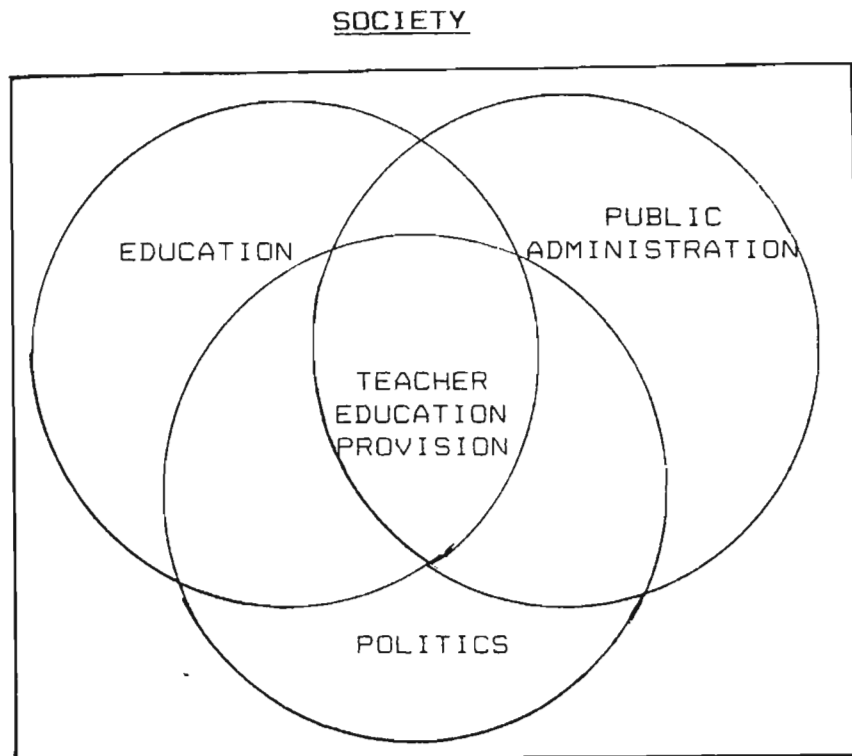 SOCIETY
EDUCATION
PUBLIC
ADMINISTRATION
TEACHER
EDUCATION
PROVISION
POLITICS